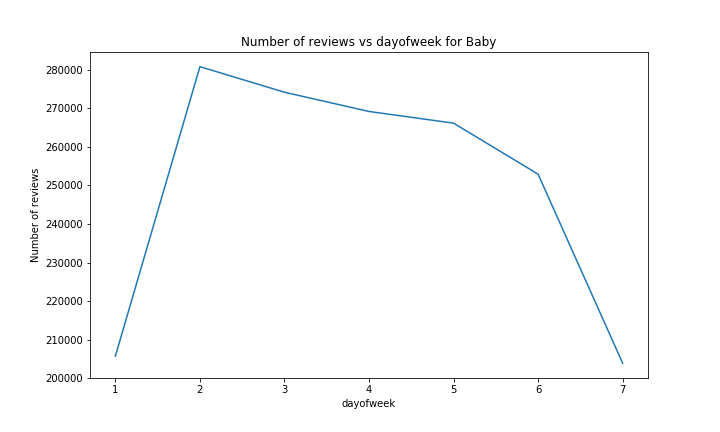 Number of reviews vs dayofweek for Baby
280000
270000
260000
250000
240000
230000
220000
210000
200000
Number of reviews
1 2 3 4 5 6 7
dayofweek